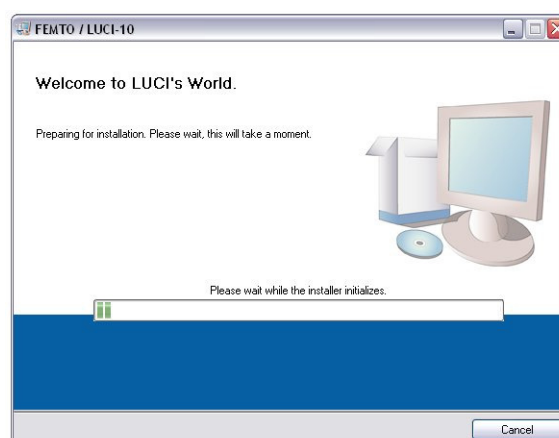 FEMTO / LUCI-10
Welcome to LUCI's World.
Preparing for installation. Please wait, this will take a moment.
Please wait while the installer initializes.
Cancel